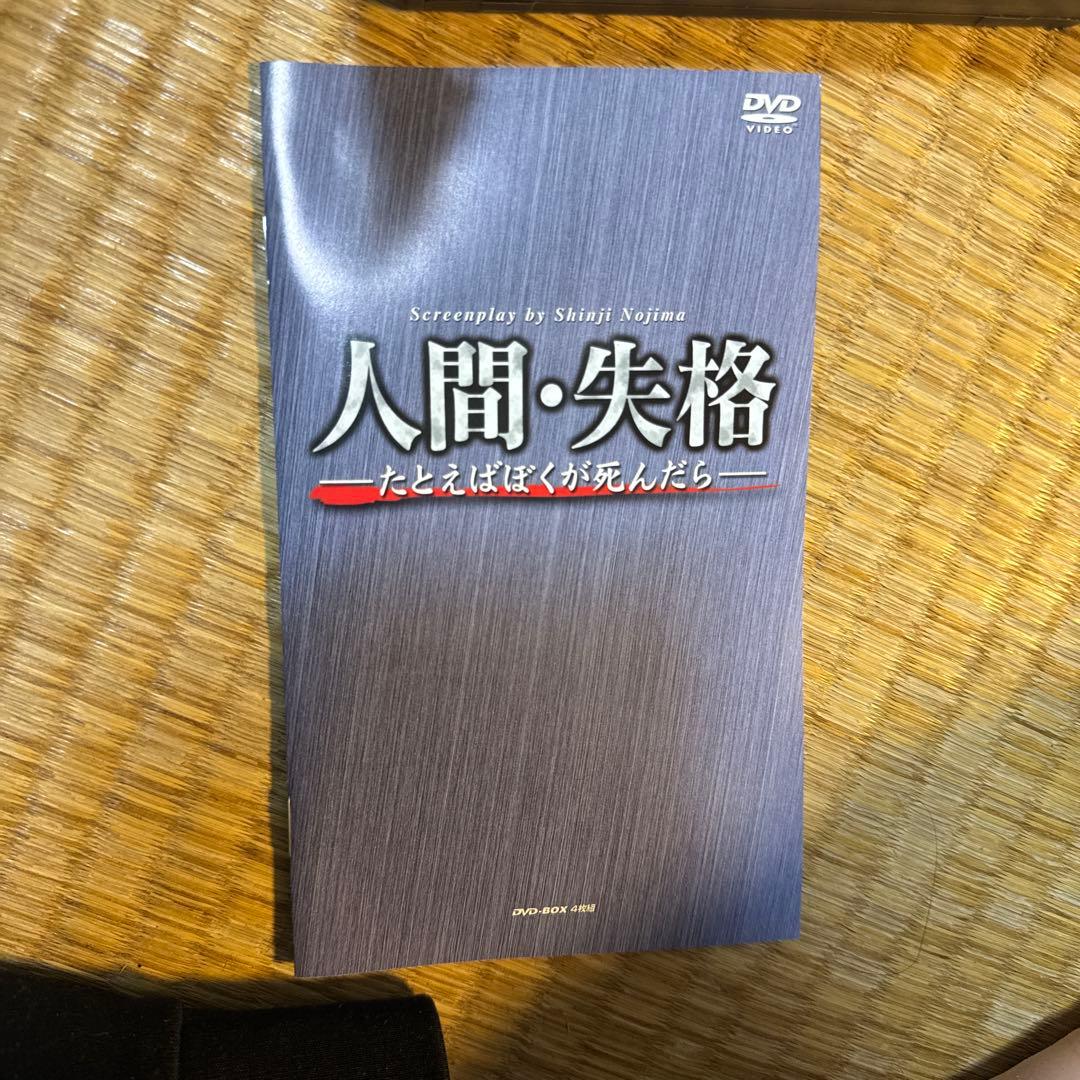 DVD
VIDEO
Screenplay by Shinji Nojima
人間・失格
―たとえばぼくが死んだら―
DVD-BOX 4枚組